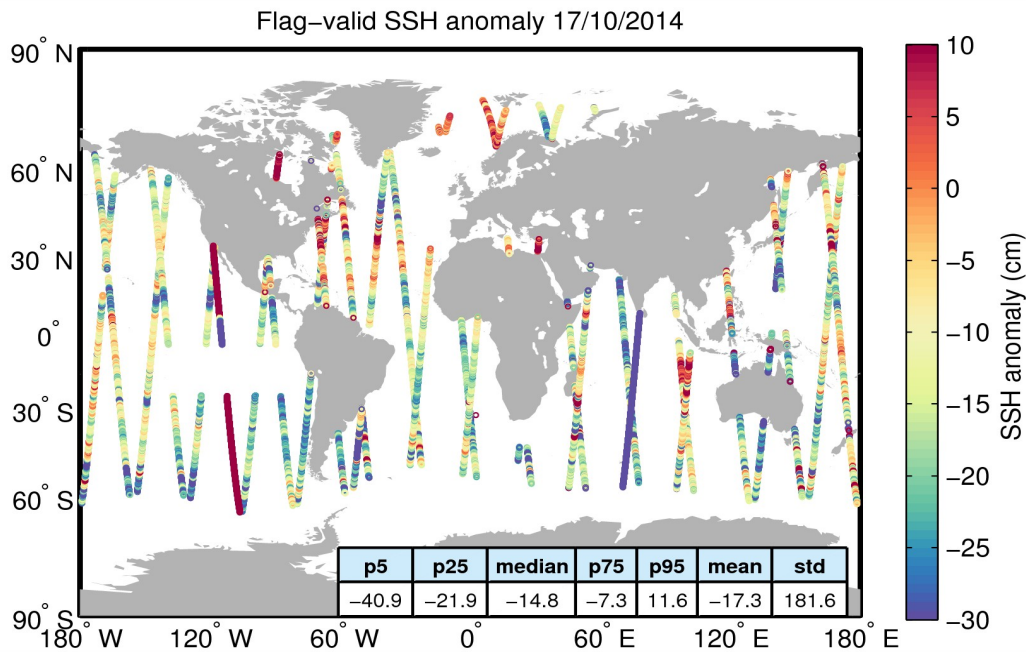 Flag−valid SSH anomaly 17/10/2014
90° N
60° N
30° N
0°
30° S
60° S
90° S
180° W 120° W 60° W 0° 60° E 120° E 180° E
p5 p25 median p75 p95 mean std
−40.9 −21.9 −14.8 −7.3 11.6 −17.3 181.6
10
5
0
−5
−10
−15
−20
−25
−30
SSH anomaly (cm)